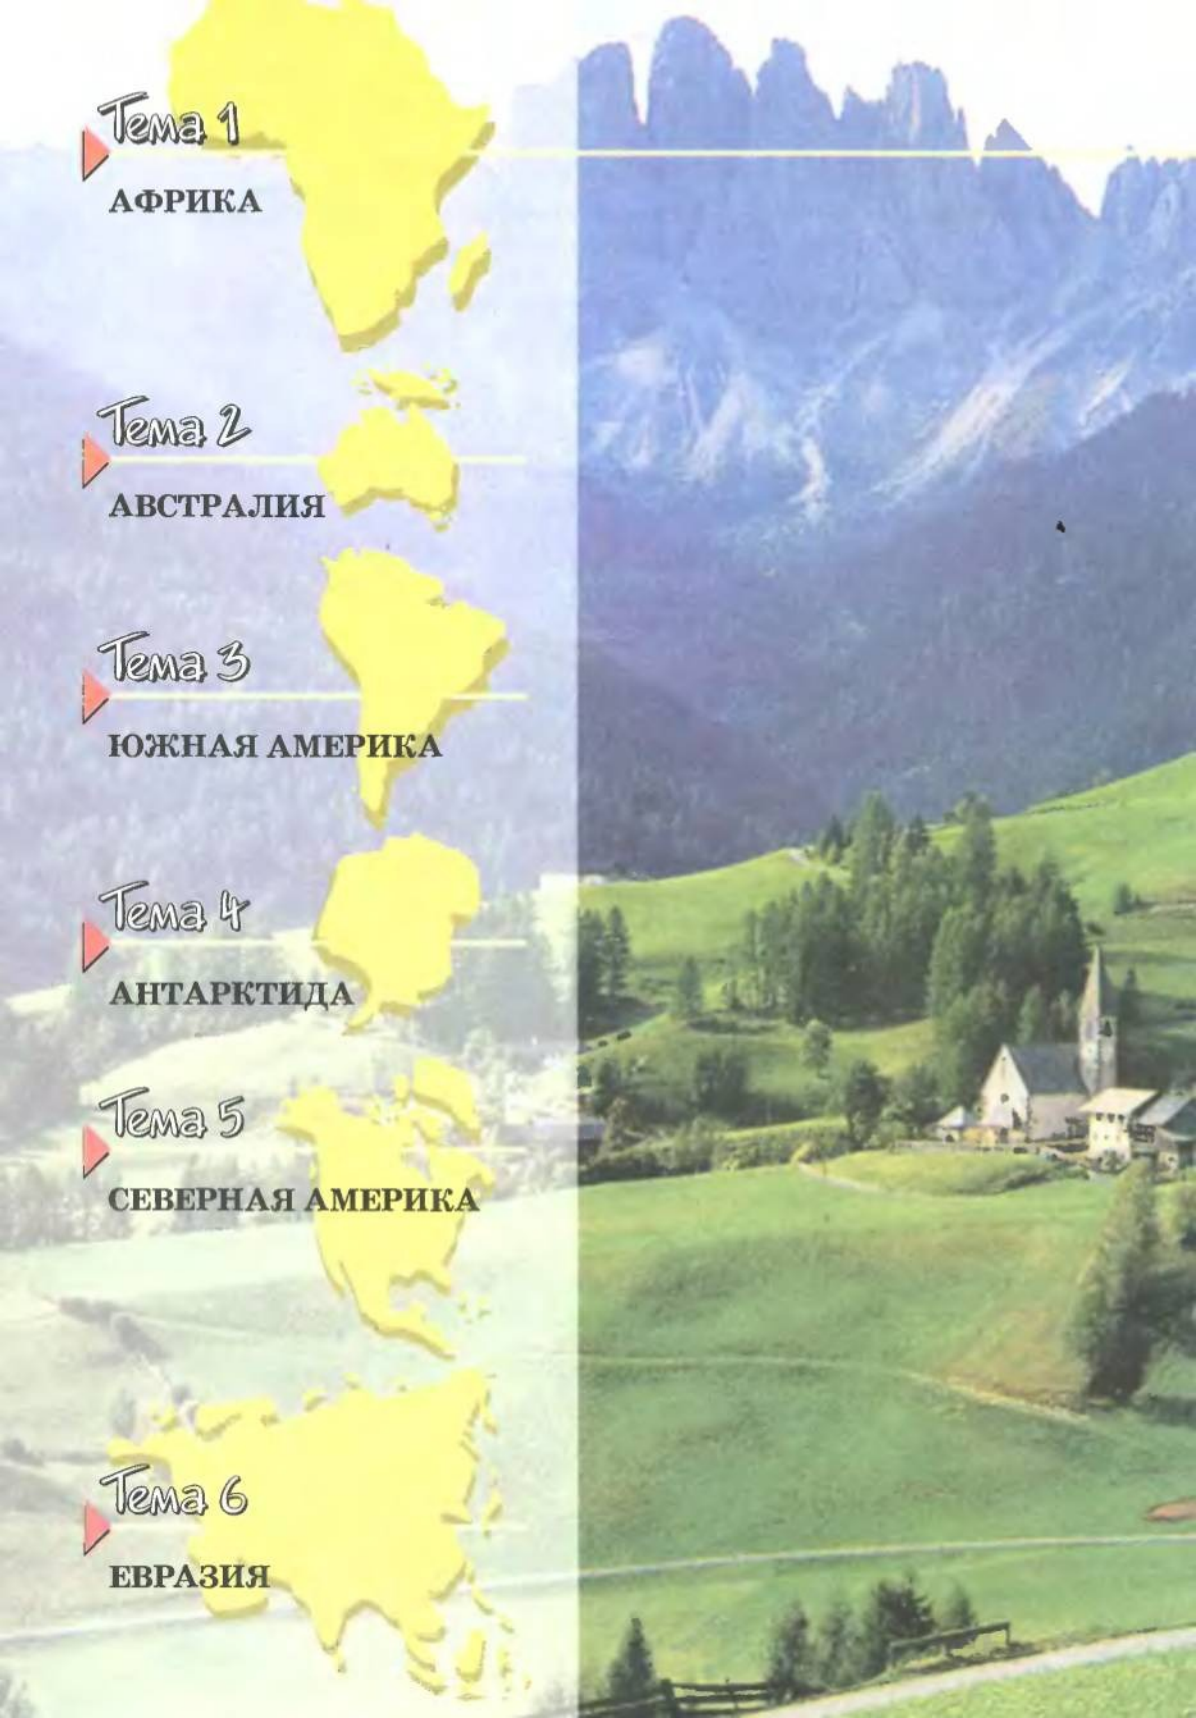 Тема 1
АФРИКА
Тема 2
АВСТРАЛИЯ
Тема 3
ЮЖНАЯ АМЕРИКА
Тема 4
АНТАРКТИДА
Тема 5
СЕВЕРНАЯ АМЕРИКА
Тема 6
ЕВРАЗИЯ